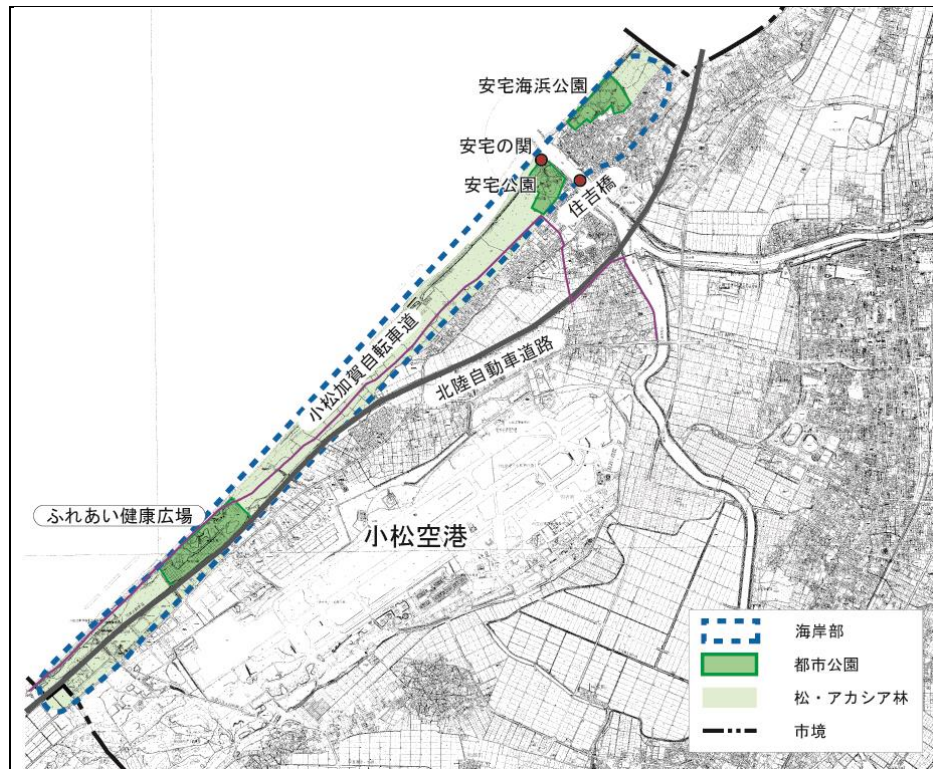 安宅海浜公園
安宅の関
安宅公園
住吉橋
小松加賀自転車道
北陸自動車道路
ふれあい健康広場
小松空港
海岸部
都市公園
松・アカシア林
市境